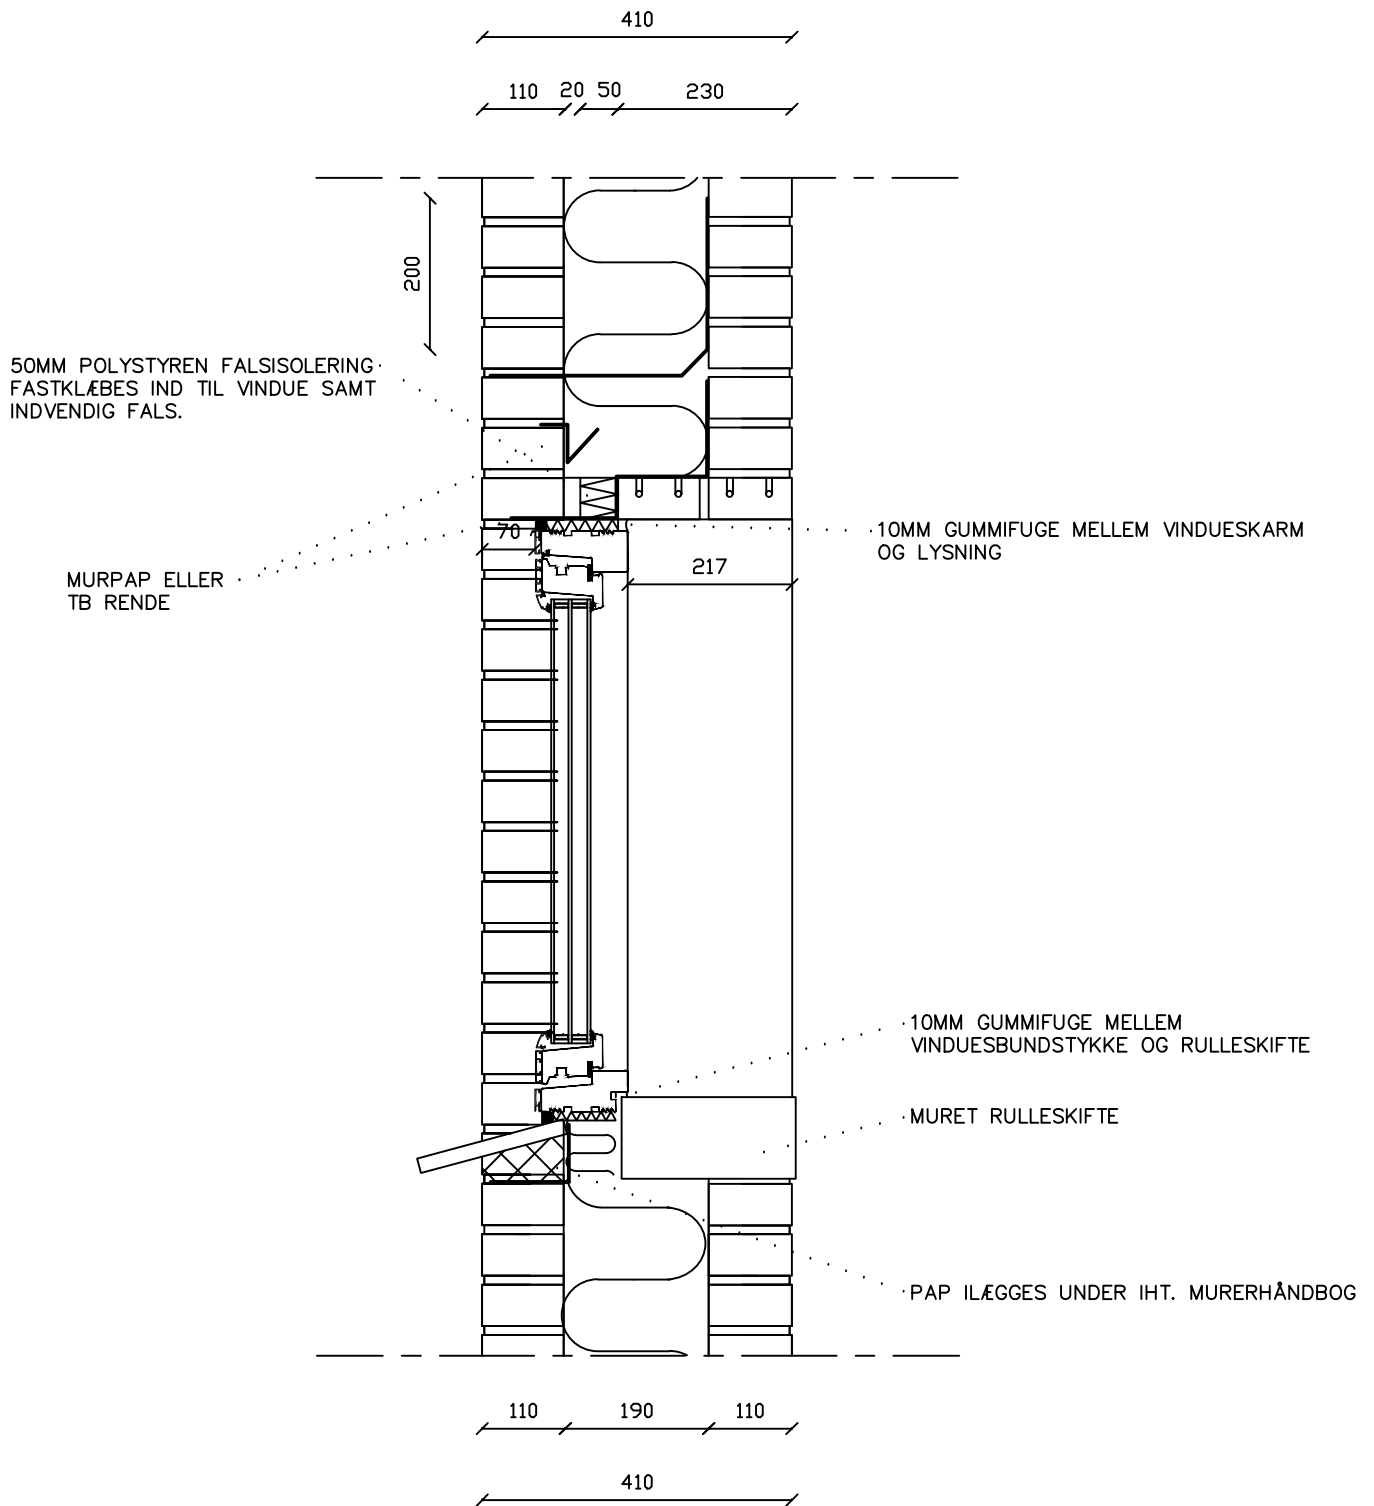 410
110 20 50 230
200
50MM POLYSTYREN FALSISOLERING
FASTKLÆBES IND TIL VINDUE SAMT
INDVENDIG FALS.
70
10MM GUMMIFUGE MELLEM VINDUESKARM
OG LYSNING
217
MURPAP ELLER
TB RENDE
10MM GUMMIFUGE MELLEM
VINDUESBUNDSTYKKE OG RULLESKIFTE
MURET RULLESKIFTE
PAP ILÆGGES UNDER IHT. MURERHÅNDBOG
110 190 110
410